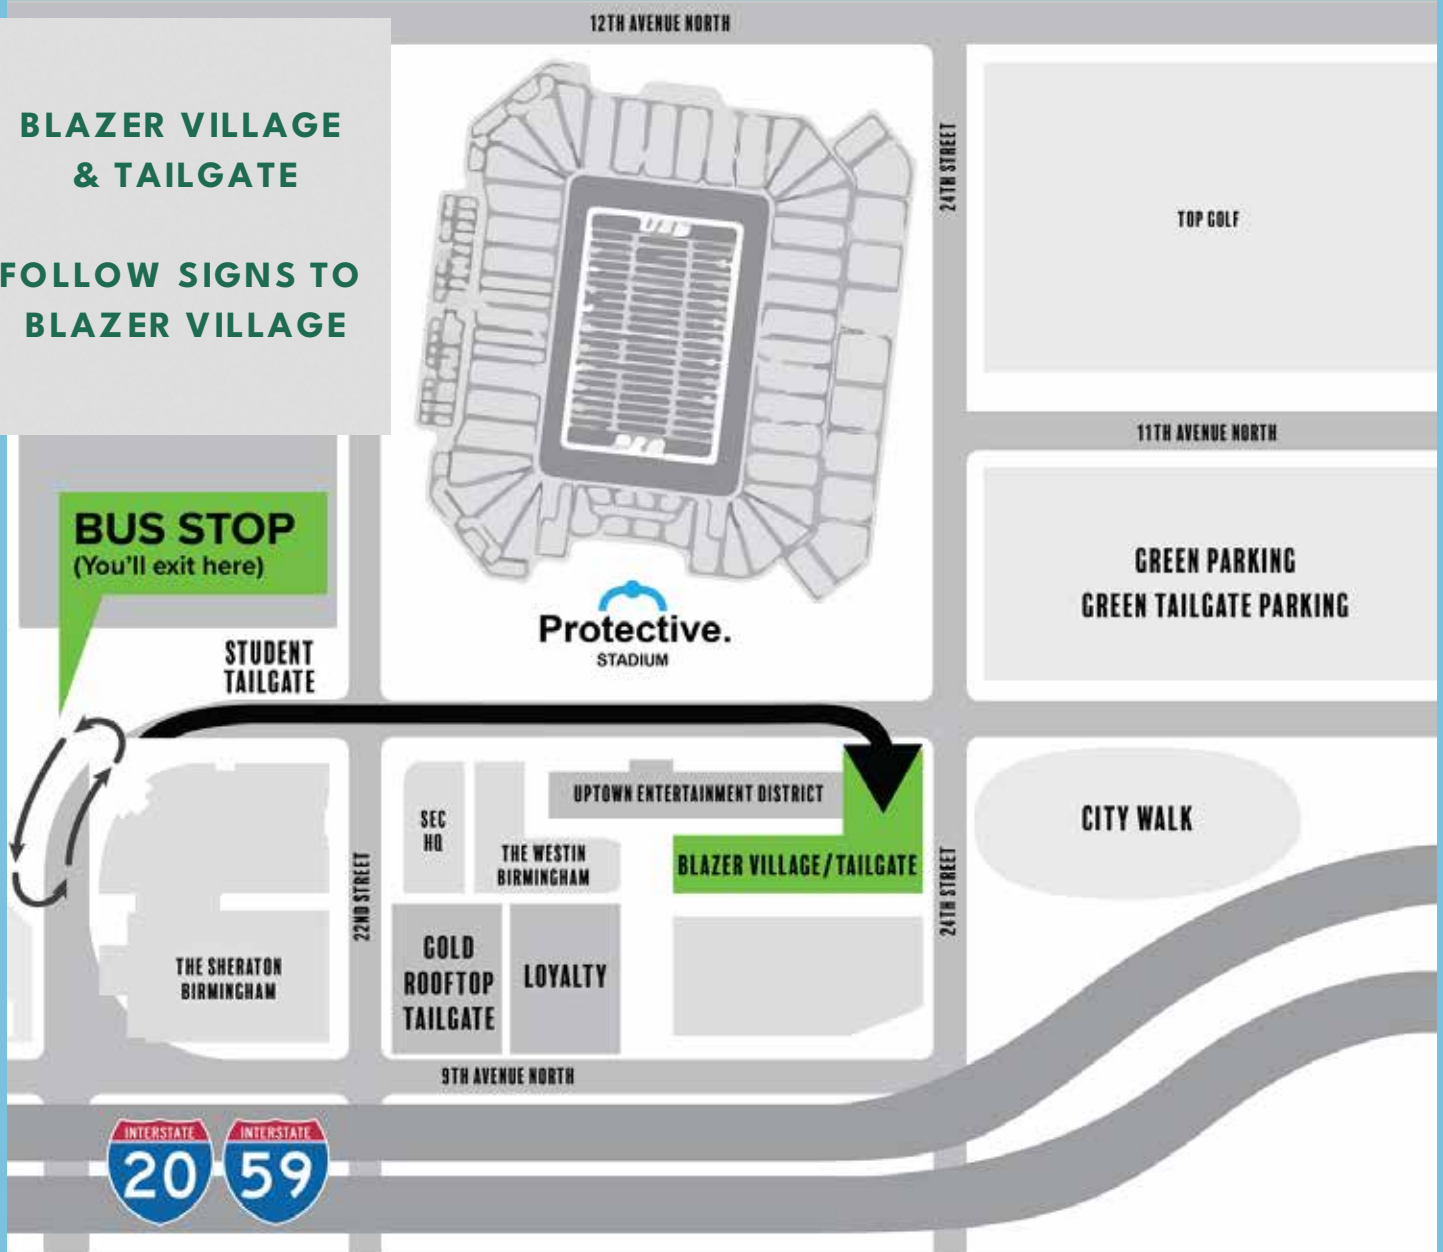 12TH AVENUE NORTH
BLAZER VILLAGE
& TAILGATE
FOLLOW SIGNS TO
BLAZER VILLAGE
24TH STREET
TOP GOLF
UAB
11TH AVENUE NORTH
BUS STOP
(You'll exit here)
GREEN PARKING
GREEN TAILGATE PARKING
Protective.
STADIUM
STUDENT
TAILGATE
UPTOWN ENTERTAINMENT DISTRICT
SEC
HQ
THE WESTIN
BIRMINGHAM
BLAZER VILLAGE/TAILGATE
CITY WALK
22ND STREET
24TH STREET
GOLD
ROOFTOP
TAILGATE
LOYALTY
THE SHERATON
BIRMINGHAM
9TH AVENUE NORTH
INTERSTATE
20
INTERSTATE
59